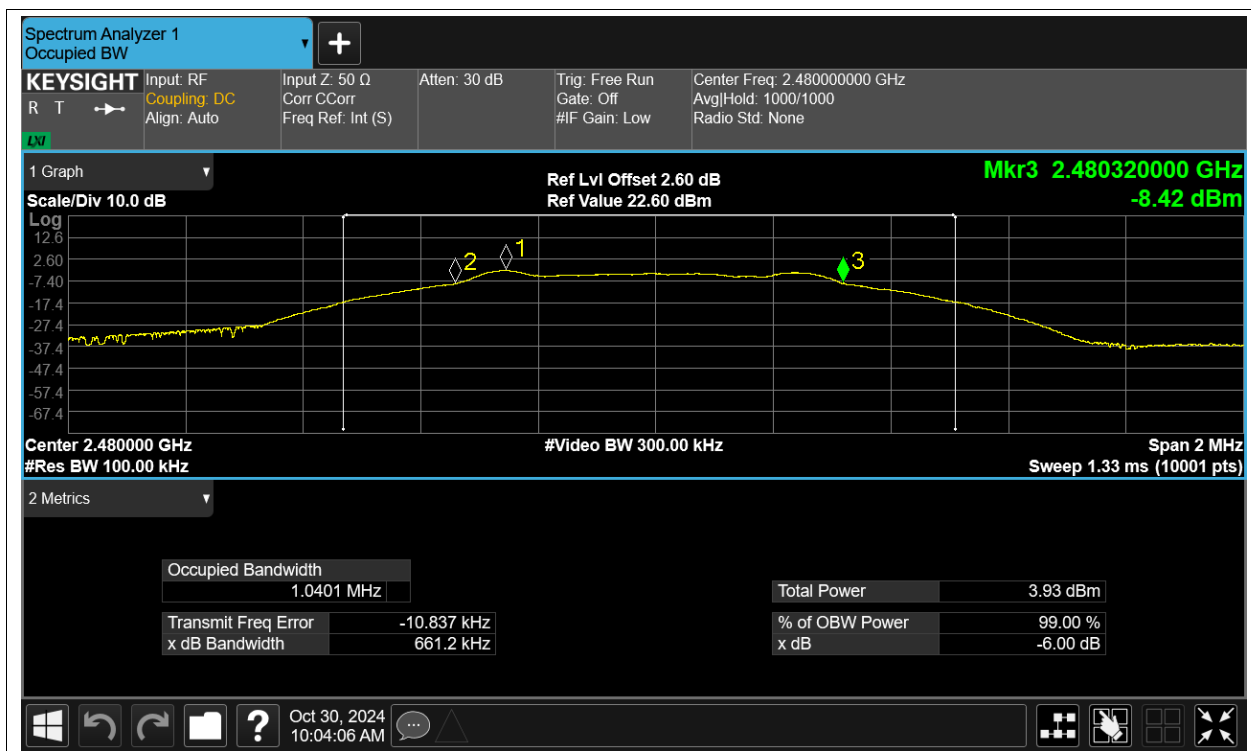 Spectrum Analyzer 1
Occupied BW
KEYSIGHT
R T
LXI
Input: RF
Coupling: DC
Align: Auto
Input Z: 50 Ω
Corr CCorr
Freq Ref: Int (S)
Atten: 30 dB
Trig: Free Run
Gate: Off
#IF Gain: Low
Center Freq: 2.480000000 GHz
Avg|Hold: 1000/1000
Radio Std: None
1 Graph
Scale/Div 10.0 dB
Ref Lvl Offset 2.60 dB
Ref Value 22.60 dBm
Mkr3 2.480320000 GHz
-8.42 dBm
Log
12.6
2.60
-7.40
-17.4
-27.4
-37.4
-47.4
-57.4
-67.4
2
1
3
Center 2.480000 GHz
#Video BW 300.00 kHz
Span 2 MHz
#Res BW 100.00 kHz
Sweep 1.33 ms (10001 pts)
2 Metrics
Occupied Bandwidth
1.0401 MHz
Total Power 3.93 dBm
Transmit Freq Error -10.837 kHz
% of OBW Power 99.00 %
x dB Bandwidth 661.2 kHz
x dB -6.00 dB
?
Oct 30, 2024
10:04:06 AM